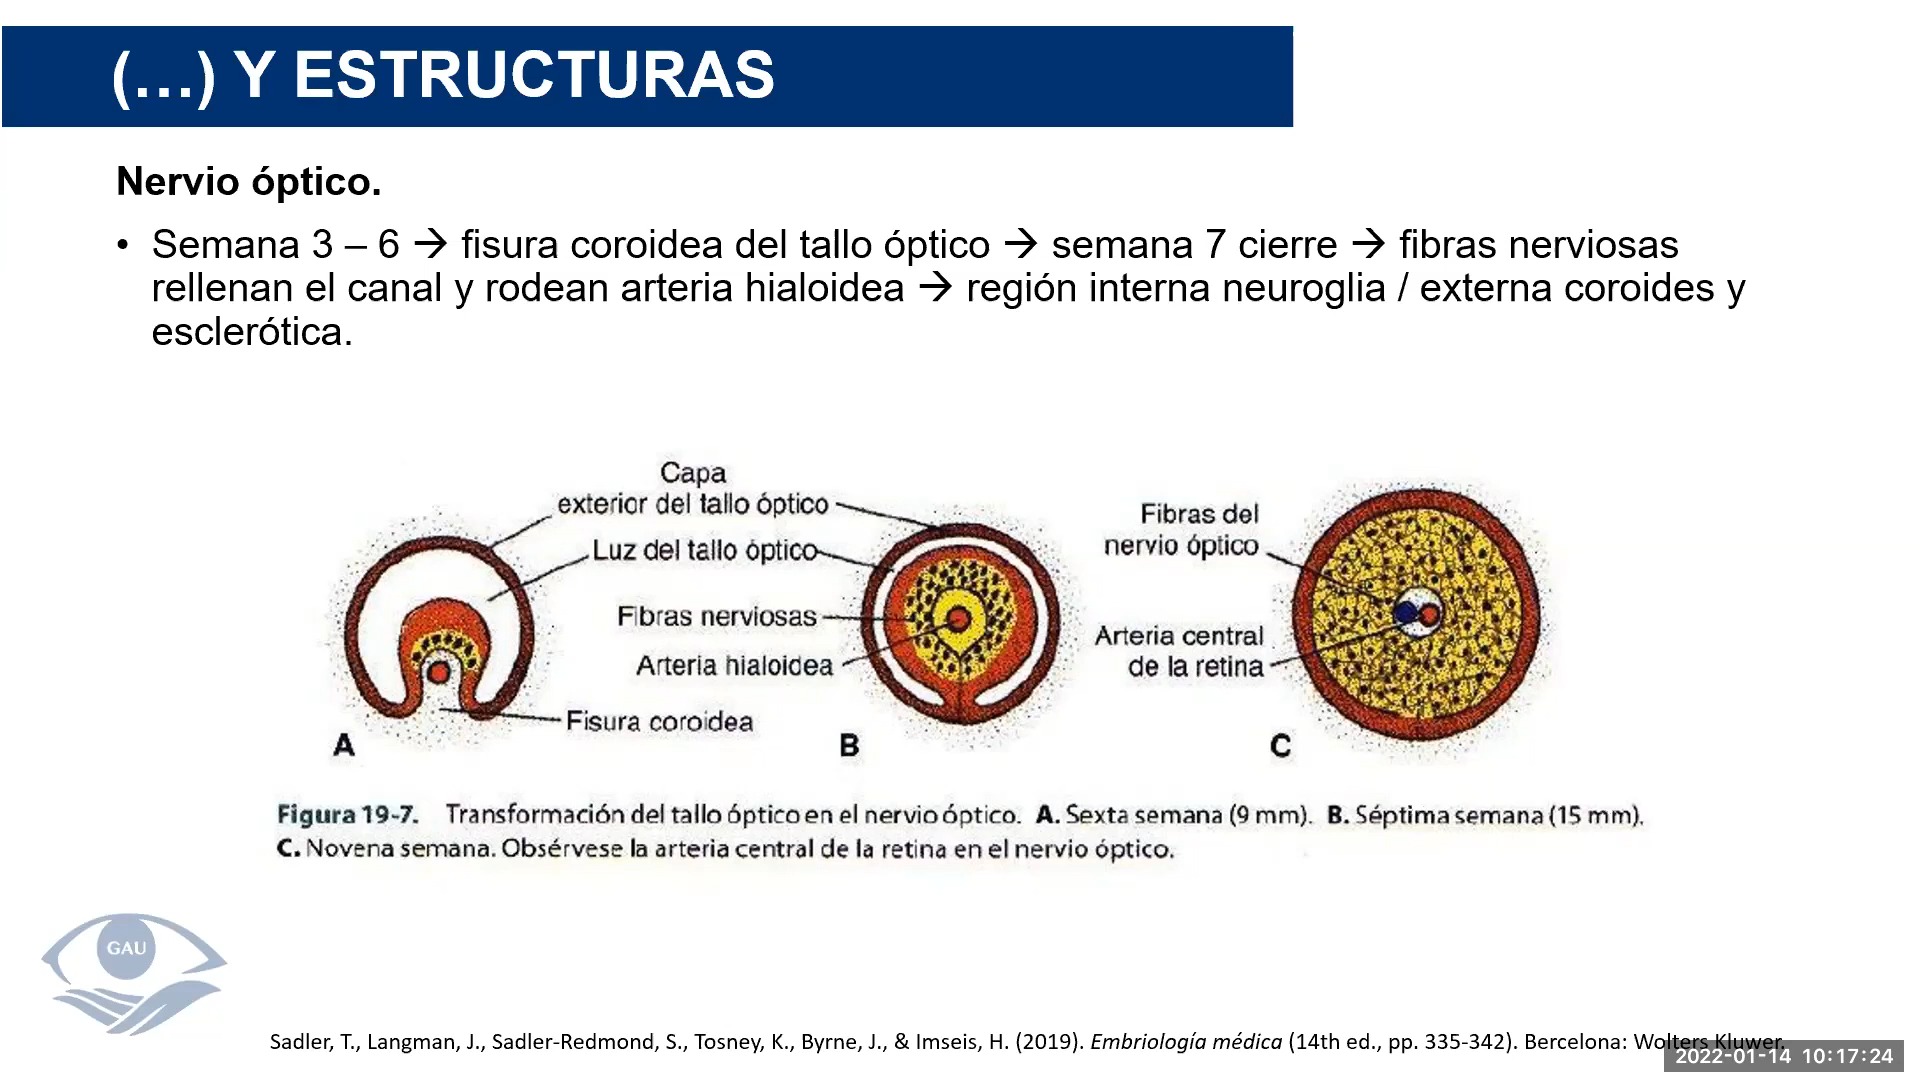 (...) Y ESTRUCTURAS
Nervio óptico.
• Semana 3 – 6 → fisura coroidea del tallo óptico → semana 7 cierre → fibras nerviosas
rellenan el canal y rodean arteria hialoidea → región interna neuroglia / externa coroides y
esclerótica.
Capa
exterior del tallo óptico
Luz del tallo óptico
Fibras nerviosas
Arteria hialoidea
Fisura coroidea
Fibras del
nervio óptico
Arteria central
de la retina
A
B
C
Figura 19-7. Transformación del tallo óptico en el nervio óptico. A. Sexta semana (9 mm). B. Séptima semana (15 mm).
C. Novena semana. Obsérvese la arteria central de la retina en el nervio óptico.
GAU
Sadler, T., Langman, J., Sadler-Redmond, S., Tosney, K., Byrne, J., & Imseis, H. (2019). Embriología médica (14th ed., pp. 335-342). Bercelona: Wolters Kluwer.
2022-01-14 10:17:24